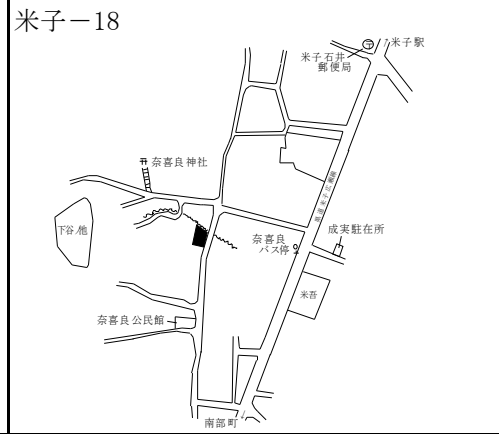 米子－18
米子駅
米子石井
郵便局
奈喜良神社
下谷ノ池
成実駐在所
奈喜良
バス停
米吾
奈喜良公民館
南部町